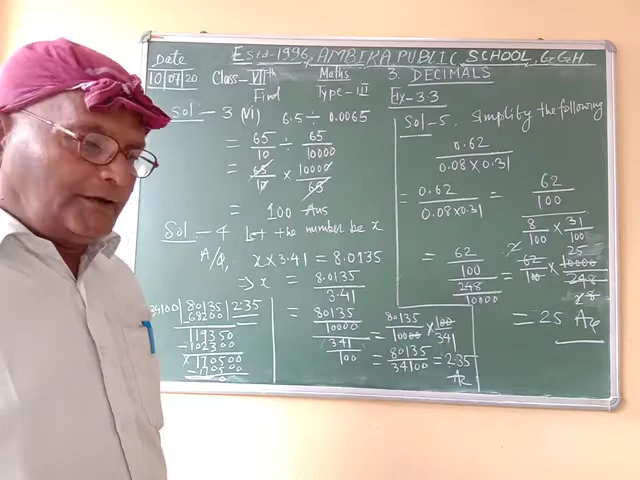 Date
10 07 20
Estd-1996, AMBIKA PUBLIC SCHOOL, GZGH
Class-VIIth Maths 3. DECIMALS
Find Type-III Ex-3.3
Sol-3 (VI) 6.5 ÷ 0.0065
= 65/10 ÷ 65/10000
= 65/10 × 10000/65
= 100 Ans
Sol-4 Let the number be x
A/Q, x × 3.41 = 8.0135
→ x = 8.0135/3.41
= 80135/10000 / 341/100 = 80135/10000 × 100/341
= 80135/34100 = 2.35
34100 | 80135 | 2.35
- 68200
119350
- 102300
× 170500
- 170500
0
Sol-5. Simplify the following
0.62 / 0.08×0.31
= 0.62 / 0.08×0.31 = 62/100 / 8/100 × 31/100
= 62/100 / 248/10000 = 62/100 × 10000/248
2 25
= 25